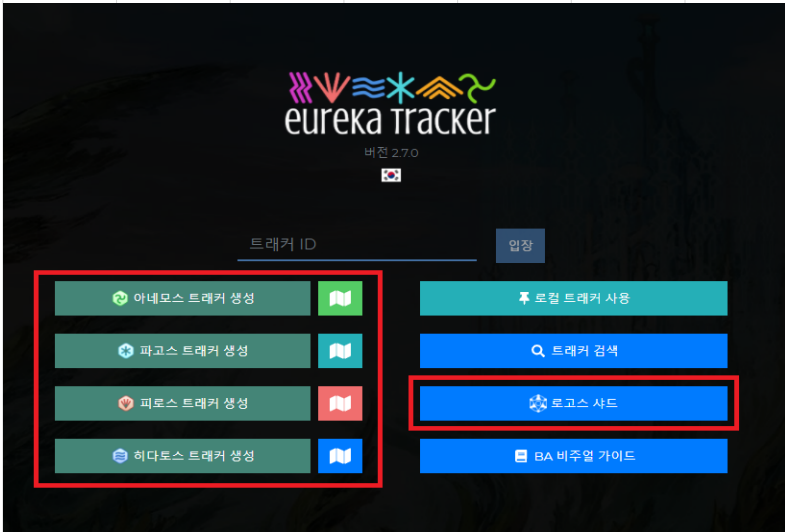 eureka Tracker
버전 2.7.0
트래커 ID
입장
아네모스 트래커 생성
파고스 트래커 생성
피로스 트래커 생성
히다토스 트래커 생성
로컬 트래커 사용
트래커 검색
로고스 샤드
BA 비주얼 가이드